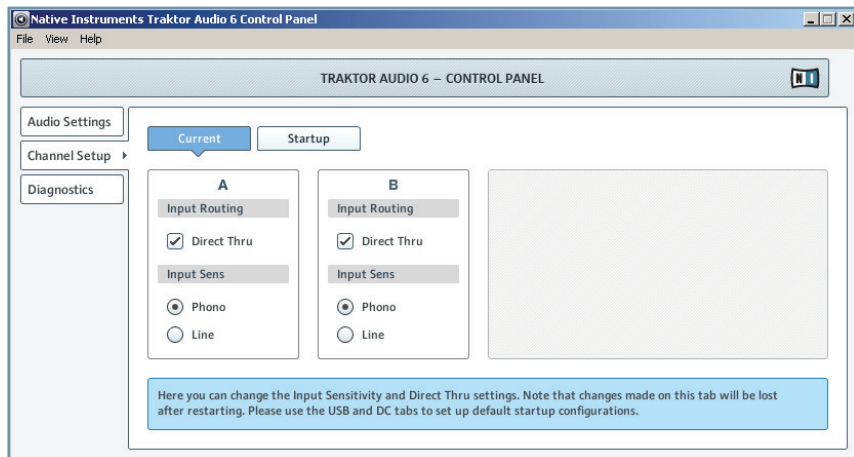 Native Instruments Traktor Audio 6 Control Panel
File View Help
TRAKTOR AUDIO 6 – CONTROL PANEL
NI
Audio Settings
Channel Setup
Diagnostics
Current
Startup
A
Input Routing
Direct Thru
Input Sens
Phono
Line
B
Input Routing
Direct Thru
Input Sens
Phono
Line
Here you can change the Input Sensitivity and Direct Thru settings. Note that changes made on this tab will be lost
after restarting. Please use the USB and DC tabs to set up default startup configurations.